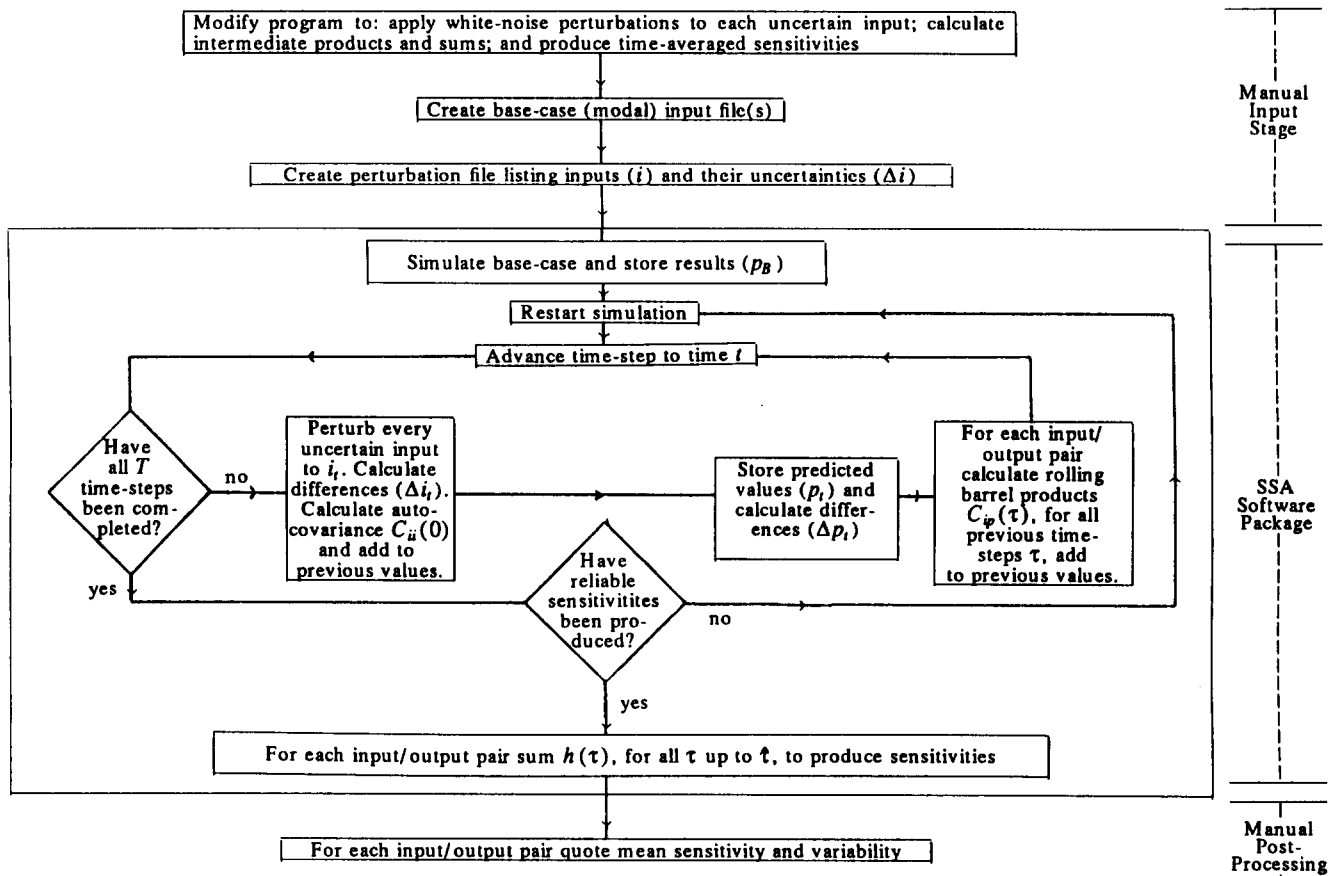 Modify program to: apply white-noise perturbations to each uncertain input; calculate
intermediate products and sums; and produce time-averaged sensitivities
Create base-case (modal) input file(s)
Create perturbation file listing inputs (i) and their uncertainties (Δi)
Manual
Input
Stage
Simulate base-case and store results (p_B)
Restart simulation
Advance time-step to time t
Have
all T
time-steps
been com-
pleted?
no
yes
Perturb every
uncertain input
to i_t. Calculate
differences (Δi_t).
Calculate auto-
covariance C_ii(0)
and add to
previous values.
Store predicted
values (p_t) and
calculate differ-
ences (Δp_t)
For each input/
output pair
calculate rolling
barrel products
C_ip(τ), for all
previous time-
steps τ, add
to previous values.
Have
reliable
sensitivitites
been pro-
duced?
no
yes
SSA
Software
Package
For each input/output pair sum h(τ), for all τ up to t̂, to produce sensitivities
For each input/output pair quote mean sensitivity and variability
Manual
Post-
Processing